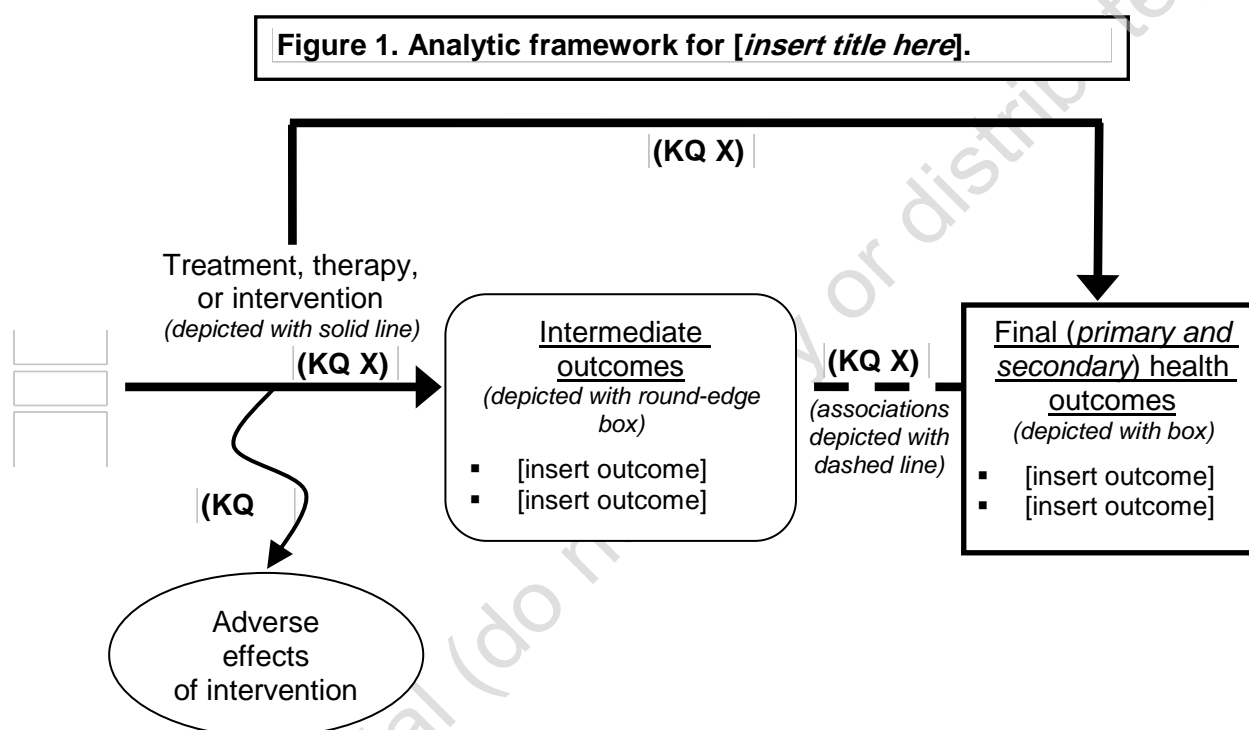 Figure 1. Analytic framework for [insert title here].
(KQ X)
Treatment, therapy,
or intervention
(depicted with solid line)
(KQ X)
Intermediate
outcomes
(depicted with round-edge
box)
▪ [insert outcome]
▪ [insert outcome]
(KQ X)
(associations
depicted with
dashed line)
Final (primary and
secondary) health
outcomes
(depicted with box)
▪ [insert outcome]
▪ [insert outcome]
(KQ
Adverse
effects
of intervention
(do
y or